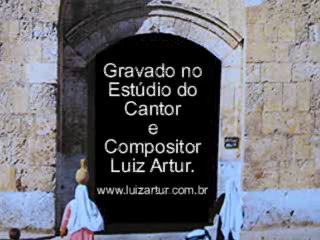 Gravado no
Estúdio do
Cantor
e
Compositor
Luiz Artur.
www.luizartur.com.br